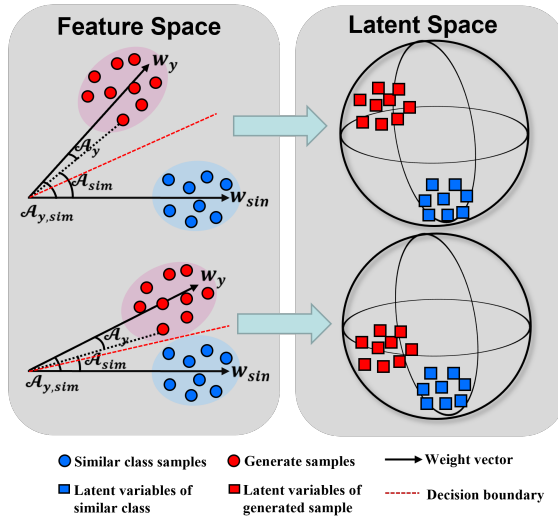 Feature Space
Latent Space
w_y
A_y
A_sim
A_y,sim
w_sin
w_y
A_y
A_sim
A_y,sim
w_sin
Similar class samples
Generate samples
Weight vector
Latent variables of
similar class
Latent variables of
generated sample
Decision boundary